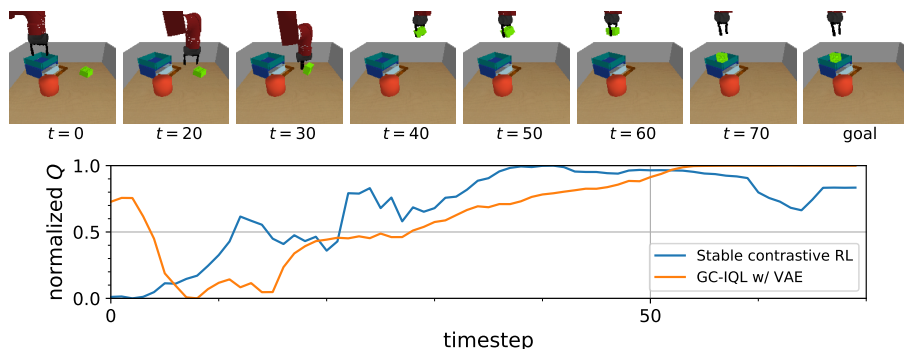 t = 0 t = 20 t = 30 t = 40 t = 50 t = 60 t = 70 goal
normalized Q
1.0
0.5
0.0
Stable contrastive RL
GC-IQL w/ VAE
0 50
timestep